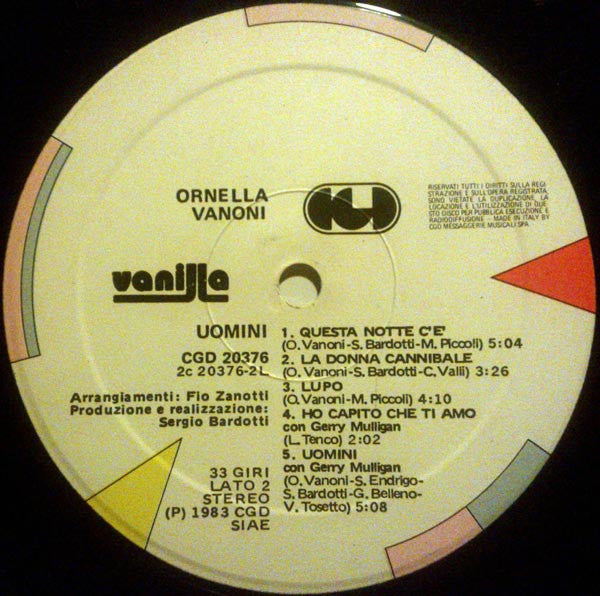 ORNELLA
VANONI
CGD
RISERVATI TUTTI I DIRITTI SULLA REGI
STRAZIONE E SULL'OPERA REGISTRATA,
SONO VIETATE LA DUPLICAZIONE, LA
LOCAZIONE E L'UTILIZZAZIONE DI QUE
STO DISCO PER PUBBLICA ESECUZIONE E
RADIODIFFUSIONE - MADE IN ITALY BY
CGD MESSAGGERIE MUSICALI SPA
vanilla
UOMINI
CGD 20376
2c 20376-2L
Arrangiamenti: Fio Zanotti
Produzione e realizzazione:
Sergio Bardotti
33 GIRI
LATO 2
STEREO
(P) 1983 CGD
SIAE
1. QUESTA NOTTE C'E'
(O. Vanoni-S. Bardotti-M. Piccoli) 5:04
2. LA DONNA CANNIBALE
(O. Vanoni-S. Bardotti-C. Valli) 3:26
3. LUPO
(O. Vanoni-M. Piccoli) 4:10
4. HO CAPITO CHE TI AMO
con Gerry Mulligan
(L. Tenco) 2:02
5. UOMINI
con Gerry Mulligan
(O. Vanoni-S. Endrigo-
S. Bardotti-G. Belleno-
V. Tosetto) 5:08